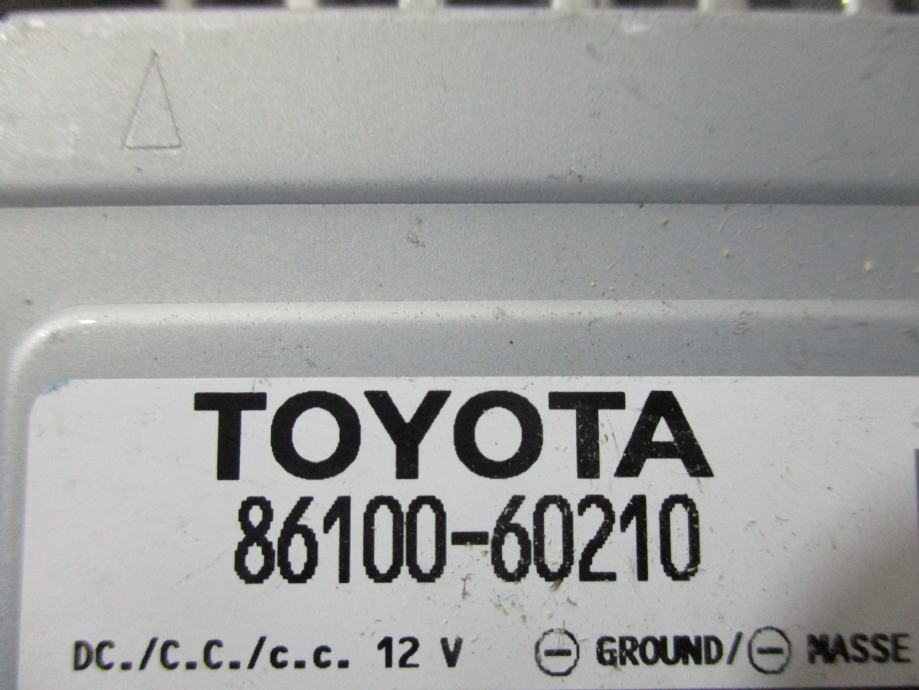 TOYOTA
86100-60210
DC./C.C./c.c. 12 V ⊖ GROUND/⊖ MASSE